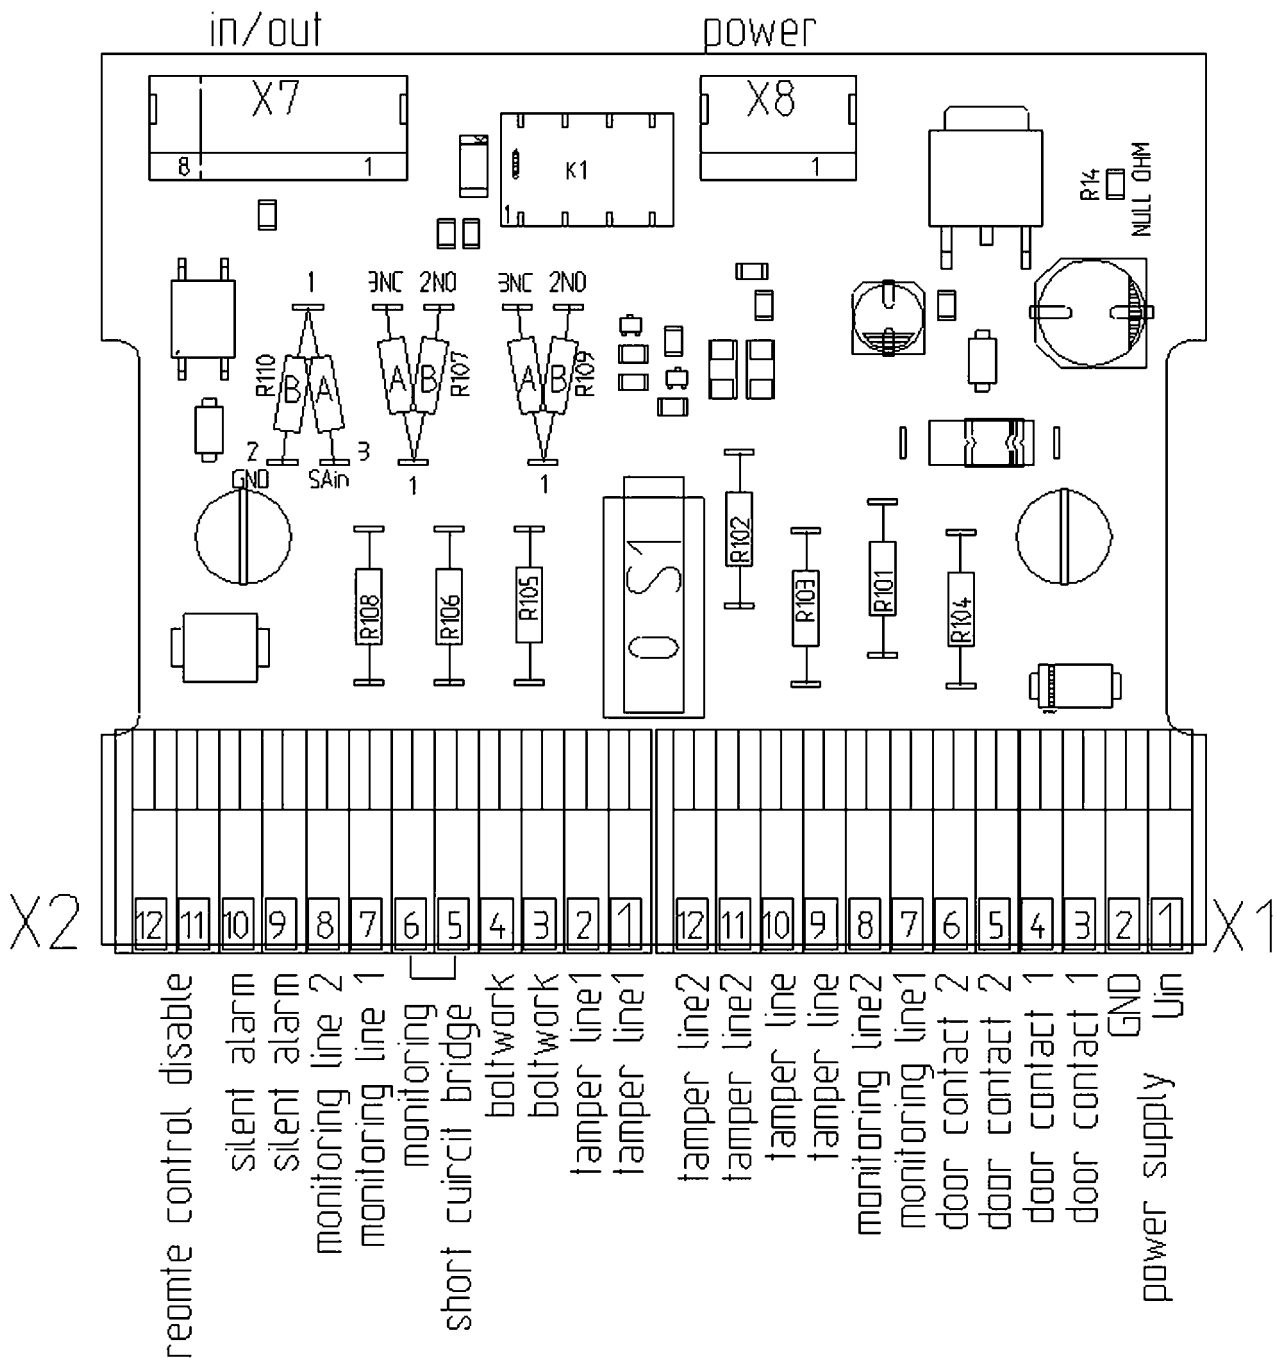 in/out
power
X7
8
1
K1
1
X8
1
R14
NULL OHM
1
3NC
2NO
3NC
2NO
R110
B
A
A
B
R107
A
B
R109
2
GND
SAin
3
1
1
R108
R106
R105
0 S1
R102
R103
R101
R104
X2
12
11
10
9
8
7
6
5
4
3
2
1
12
11
10
9
8
7
6
5
4
3
2
1
X1
reomte control disable
silent alarm
silent alarm
monitoring line 2
monitoring line 1
monitoring
short cuircit bridge
boltwork
boltwork
tamper line1
tamper line1
tamper line2
tamper line2
tamper line
tamper line
monitoring line2
monitoring line1
door contact 2
door contact 2
door contact 1
door contact 1
GND
Uin
power supply